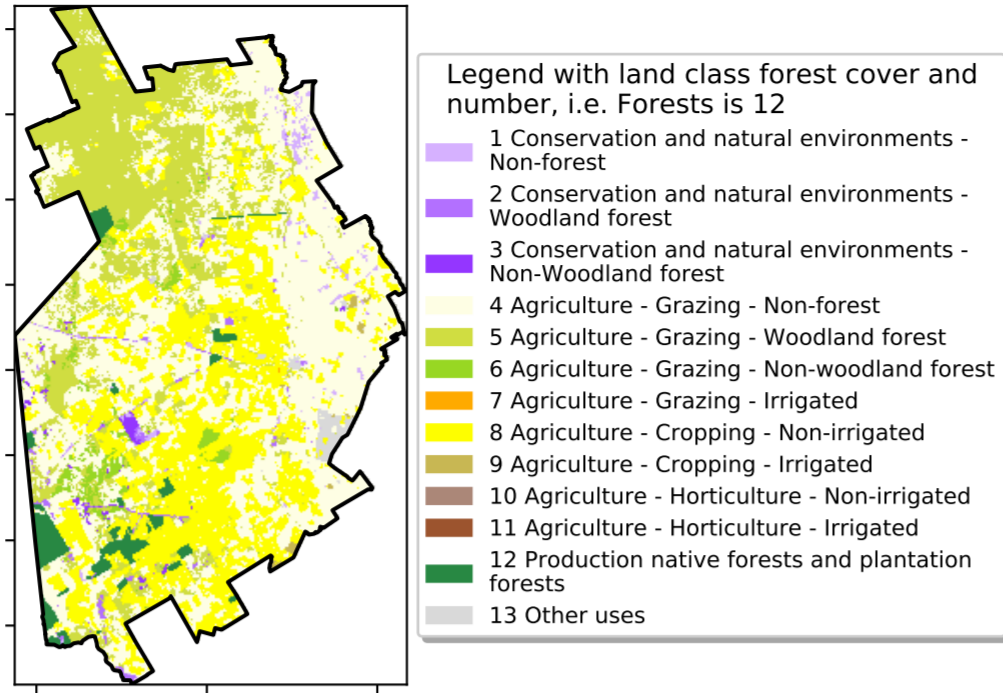 Legend with land class forest cover and
number, i.e. Forests is 12
1 Conservation and natural environments -
Non-forest
2 Conservation and natural environments -
Woodland forest
3 Conservation and natural environments -
Non-Woodland forest
4 Agriculture - Grazing - Non-forest
5 Agriculture - Grazing - Woodland forest
6 Agriculture - Grazing - Non-woodland forest
7 Agriculture - Grazing - Irrigated
8 Agriculture - Cropping - Non-irrigated
9 Agriculture - Cropping - Irrigated
10 Agriculture - Horticulture - Non-irrigated
11 Agriculture - Horticulture - Irrigated
12 Production native forests and plantation
forests
13 Other uses